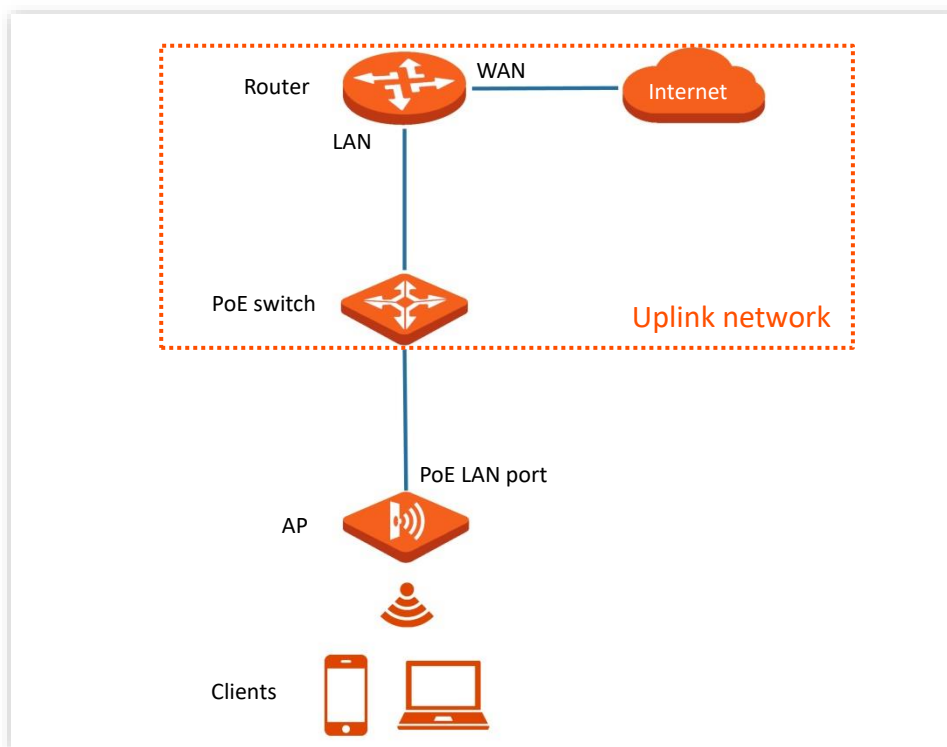 WAN
Router
Internet
LAN
PoE switch
Uplink network
PoE LAN port
AP
Clients